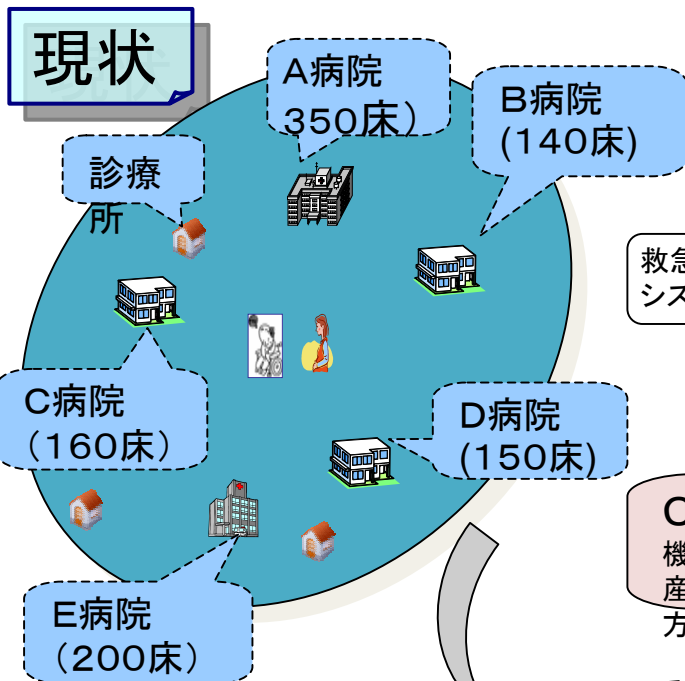 現状
A病院
350床）
B病院
(140床)
診療
所
救急
シス
C病院
（160床）
D病院
(150床)
機
産
方
E病院
（200床）